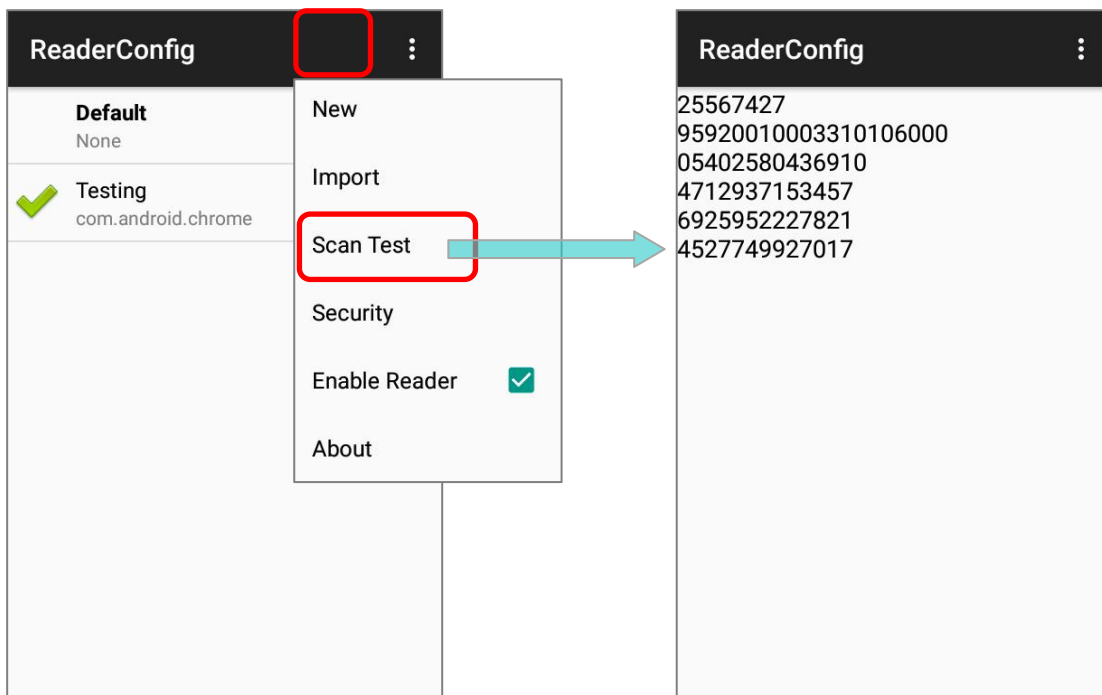 ReaderConfig
Default
None
Testing
com.android.chrome
New
Import
Scan Test
Security
Enable Reader
About
ReaderConfig
25567427
95920010003310106000
05402580436910
4712937153457
6925952227821
4527749927017